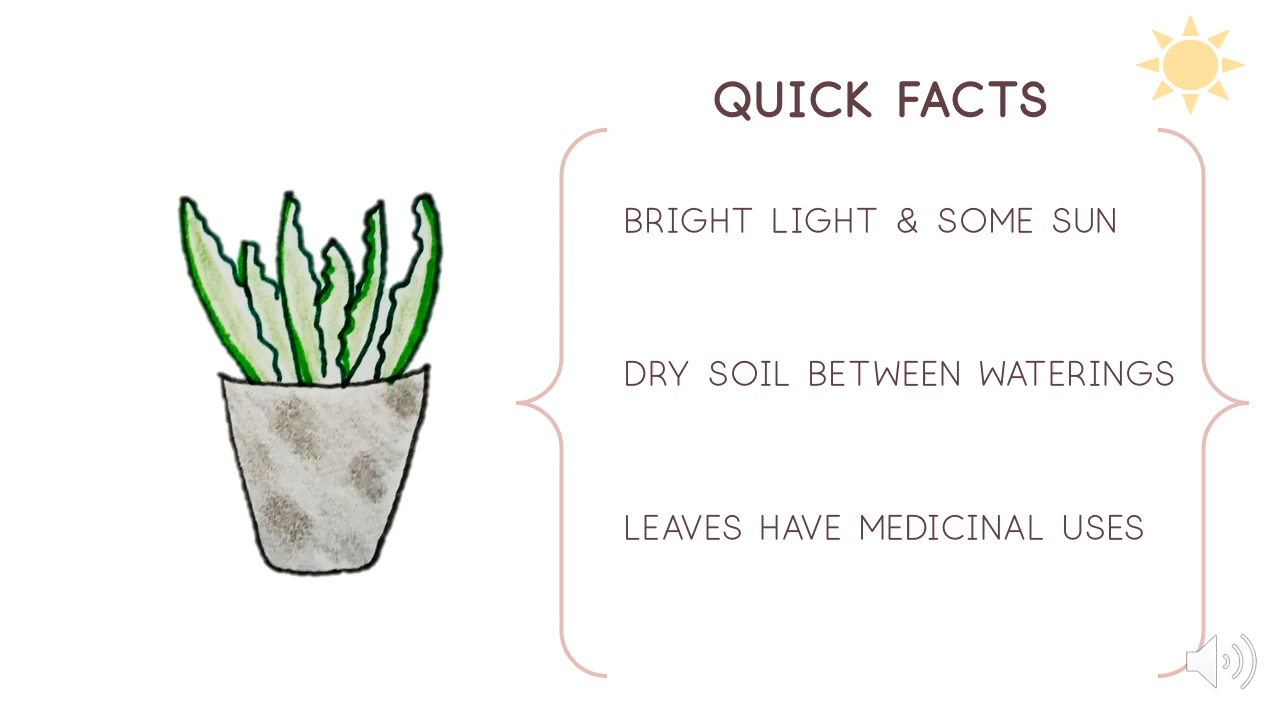 QUICK FACTS
BRIGHT LIGHT & SOME SUN
DRY SOIL BETWEEN WATERINGS
LEAVES HAVE MEDICINAL USES